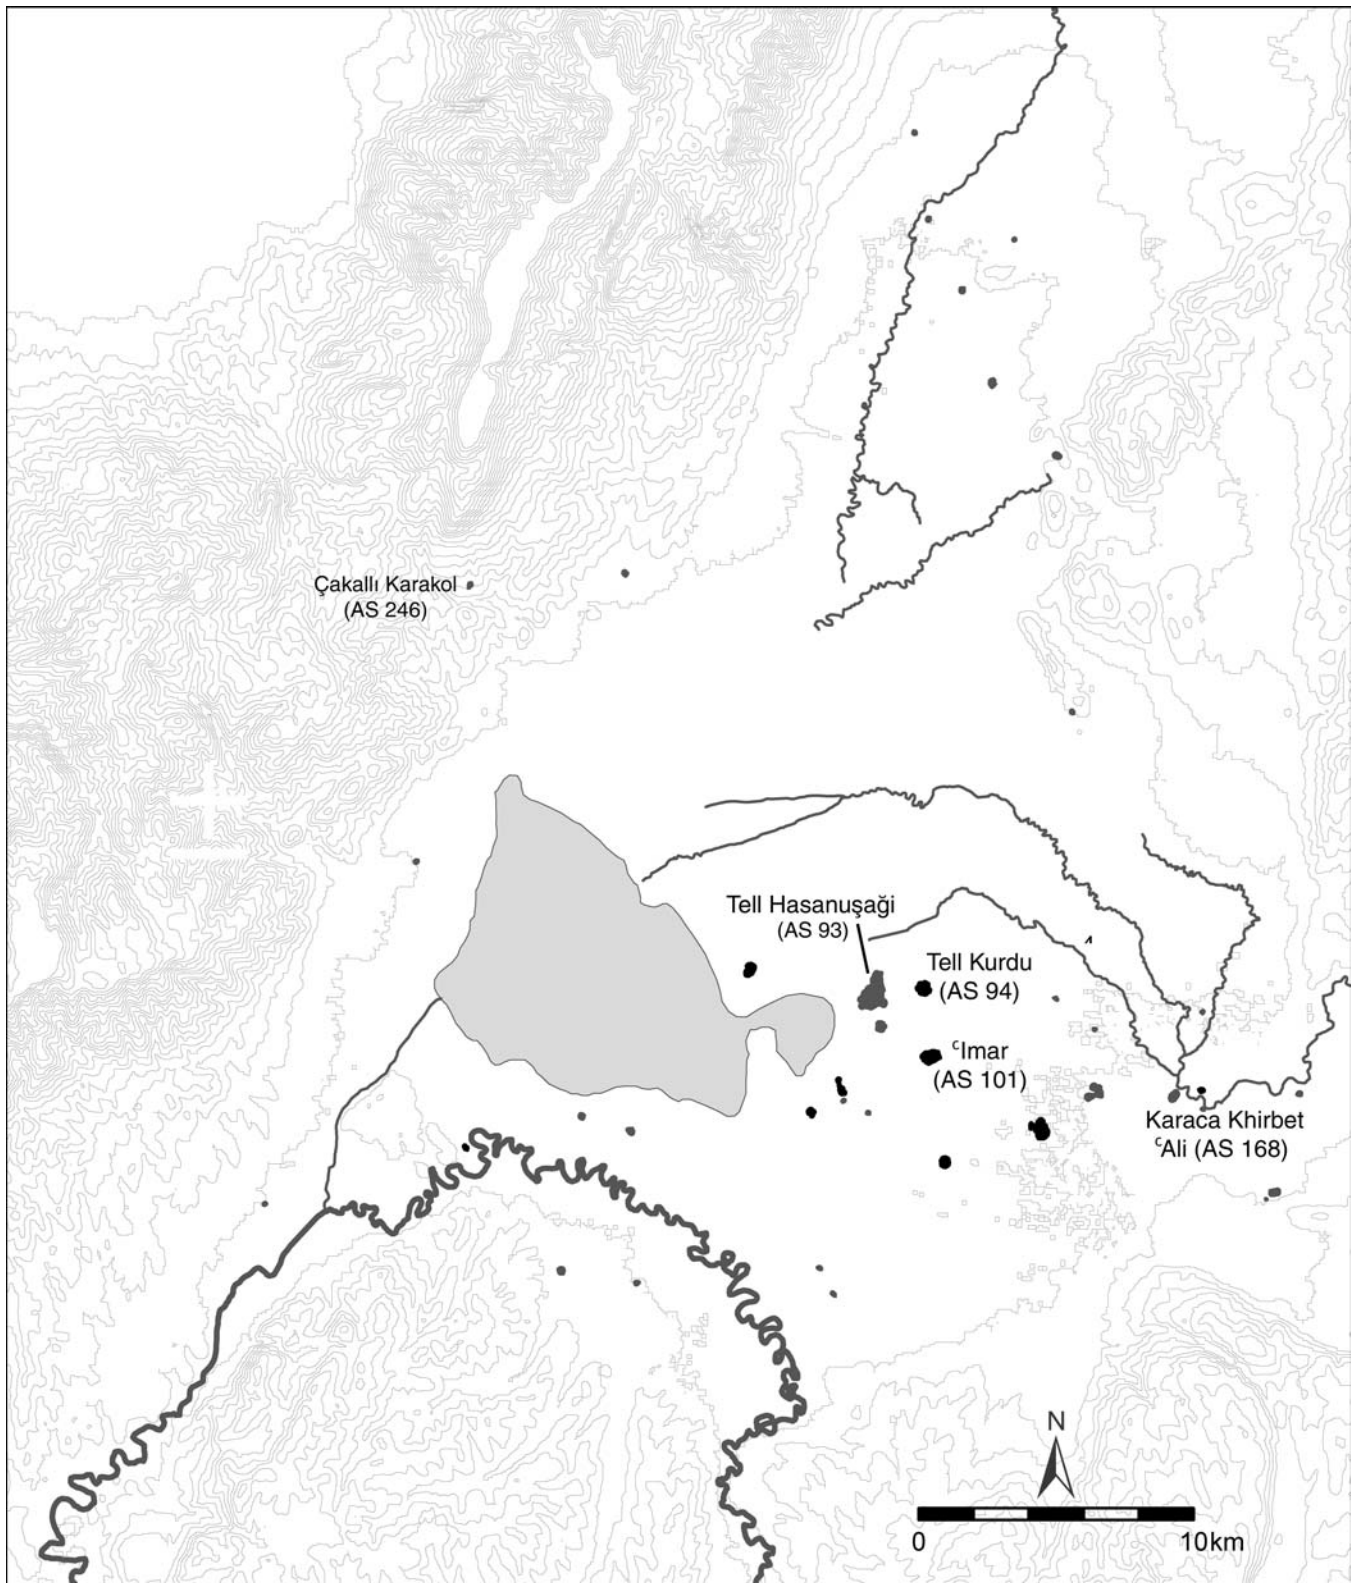 Çakallı Karakol
(AS 246)
Tell Hasanuşaği
(AS 93)
Tell Kurdu
(AS 94)
ᶜImar
(AS 101)
Karaca Khirbet
ᶜAli (AS 168)
N
0 10km